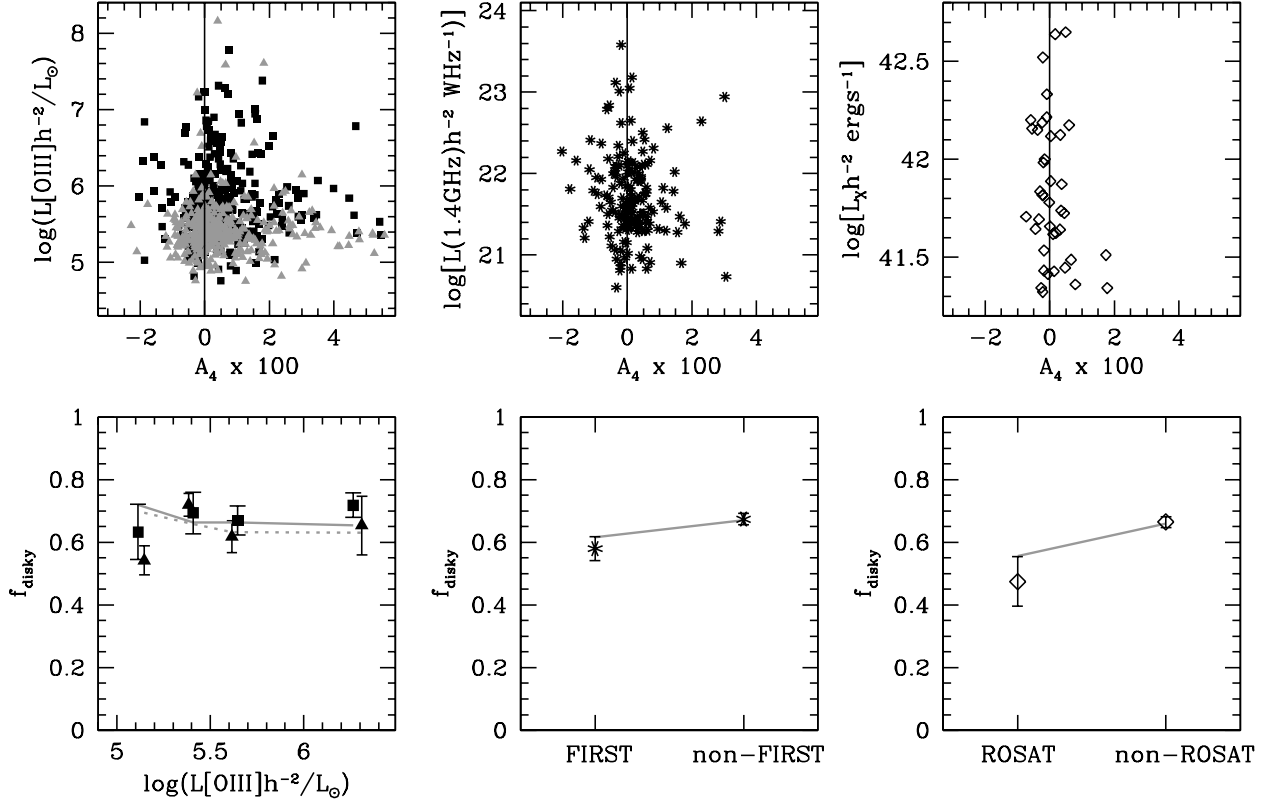 log(L[OIII]h⁻²/L⊙)
8
7
6
5
−2 0 2 4
A₄ x 100
log[L(1.4GHz)h⁻² WHz⁻¹)]
24
23
22
21
−2 0 2 4
A₄ x 100
log[Lχh⁻² ergs⁻¹]
42.5
42
41.5
−2 0 2 4
A₄ x 100
f_disky
1
0.8
0.6
0.4
0.2
0
5 5.5 6
log(L[OIII]h⁻²/L⊙)
f_disky
1
0.8
0.6
0.4
0.2
0
FIRST non−FIRST
f_disky
1
0.8
0.6
0.4
0.2
0
ROSAT non−ROSAT